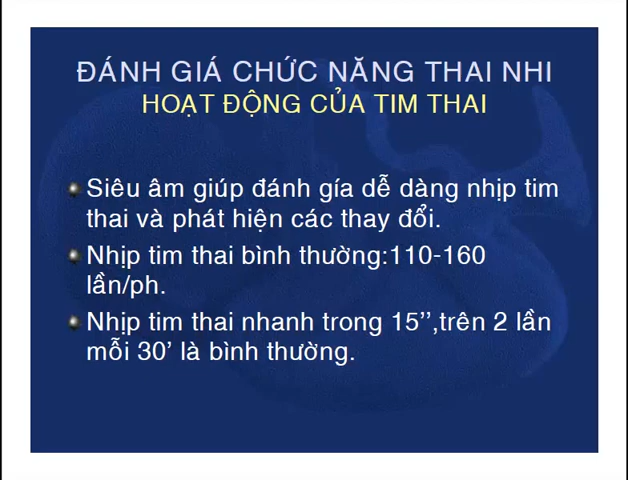 ĐÁNH GIÁ CHỨC NĂNG THAI NHI
HOẠT ĐỘNG CỦA TIM THAI
Siêu âm giúp đánh gía dễ dàng nhịp tim
thai và phát hiện các thay đổi.
Nhịp tim thai bình thường:110-160
lần/ph.
Nhịp tim thai nhanh trong 15’’,trên 2 lần
mỗi 30’ là bình thường.